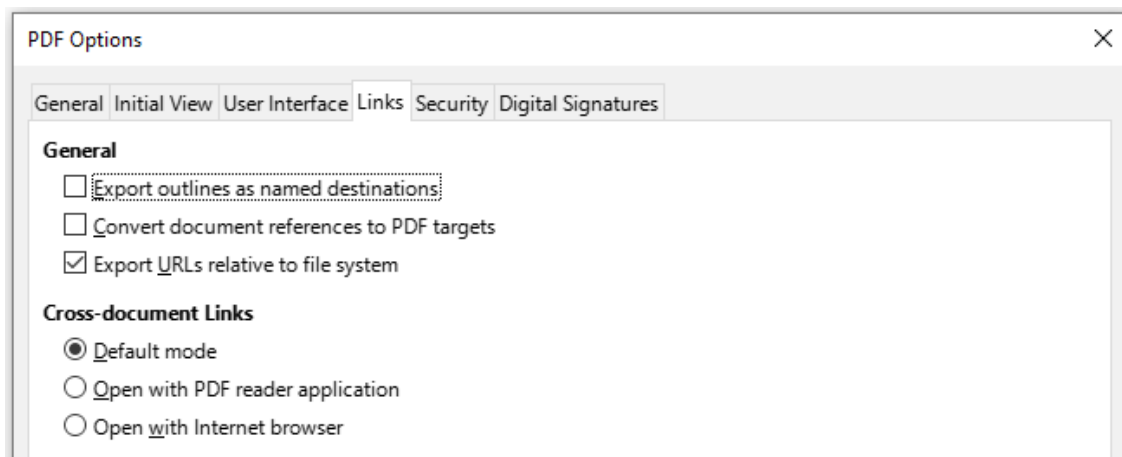 PDF Options
General Initial View User Interface Links Security Digital Signatures
General
Export outlines as named destinations
Convert document references to PDF targets
Export URLs relative to file system
Cross-document Links
Default mode
Open with PDF reader application
Open with Internet browser